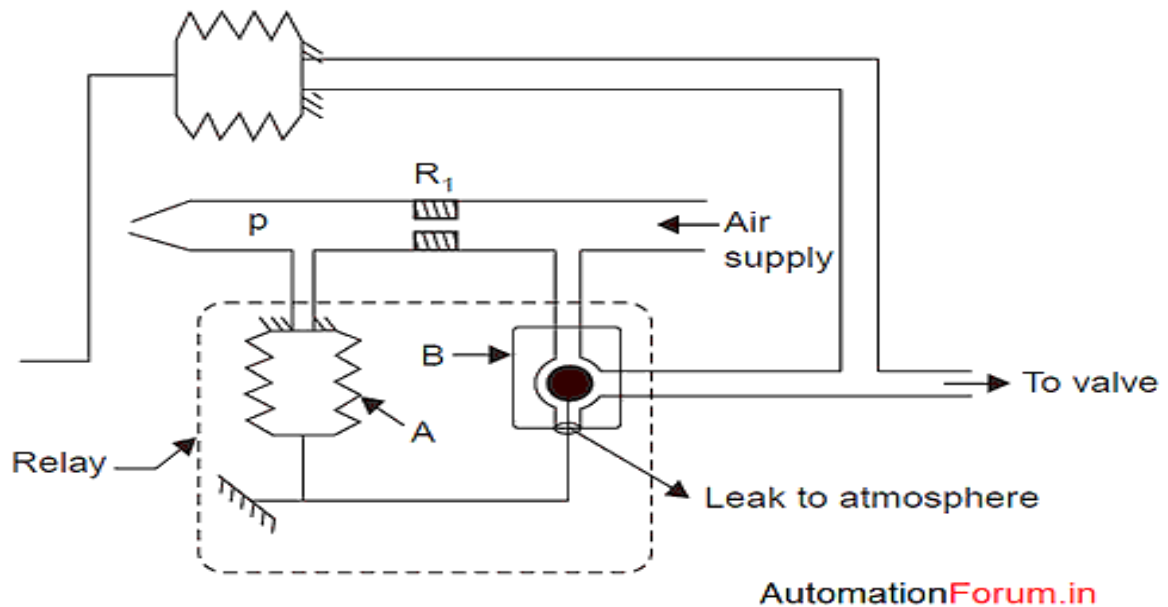 R₁
p
Air
supply
B
To valve
A
Relay
Leak to atmosphere
AutomationForum.in